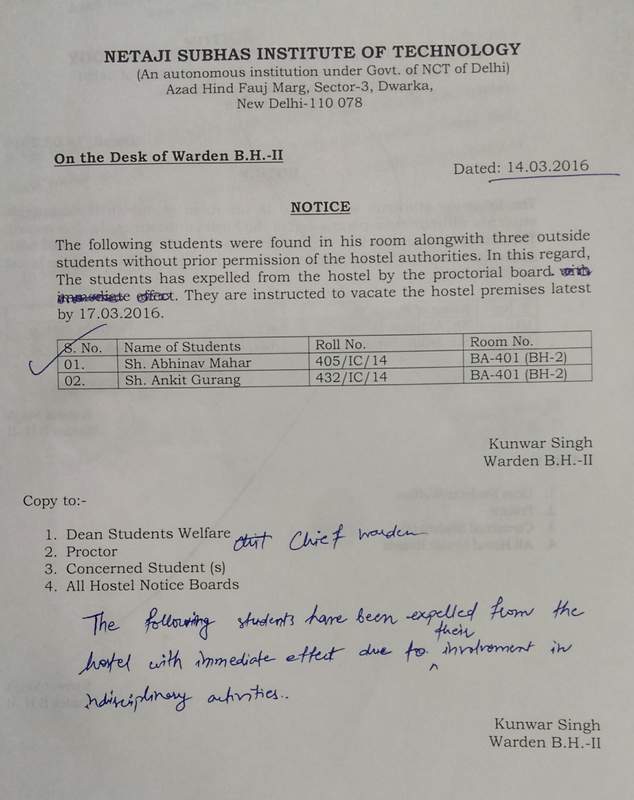 NETAJI SUBHAS INSTITUTE OF TECHNOLOGY
(An autonomous institution under Govt. of NCT of Delhi)
Azad Hind Fauj Marg, Sector-3, Dwarka,
New Delhi-110 078
On the Desk of Warden B.H.-II
Dated: 14.03.2016
NOTICE
The following students were found in his room alongwith three outside
students without prior permission of the hostel authorities. In this regard,
The students has expelled from the hostel by the proctorial board. with
immediate effect. They are instructed to vacate the hostel premises latest
by 17.03.2016.
S. No. Name of Students Roll No. Room No.
01. Sh. Abhinav Mahar 405/IC/14 BA-401 (BH-2)
02. Sh. Ankit Gurang 432/IC/14 BA-401 (BH-2)
Kunwar Singh
Warden B.H.-II
Copy to:-
1. Dean Students Welfare
2. Proctor Chief warden
3. Concerned Student (s)
4. All Hostel Notice Boards
The following students have been expelled from the
hostel with immediate effect due to their involvment in
indisciplinary activities..
Kunwar Singh
Warden B.H.-II